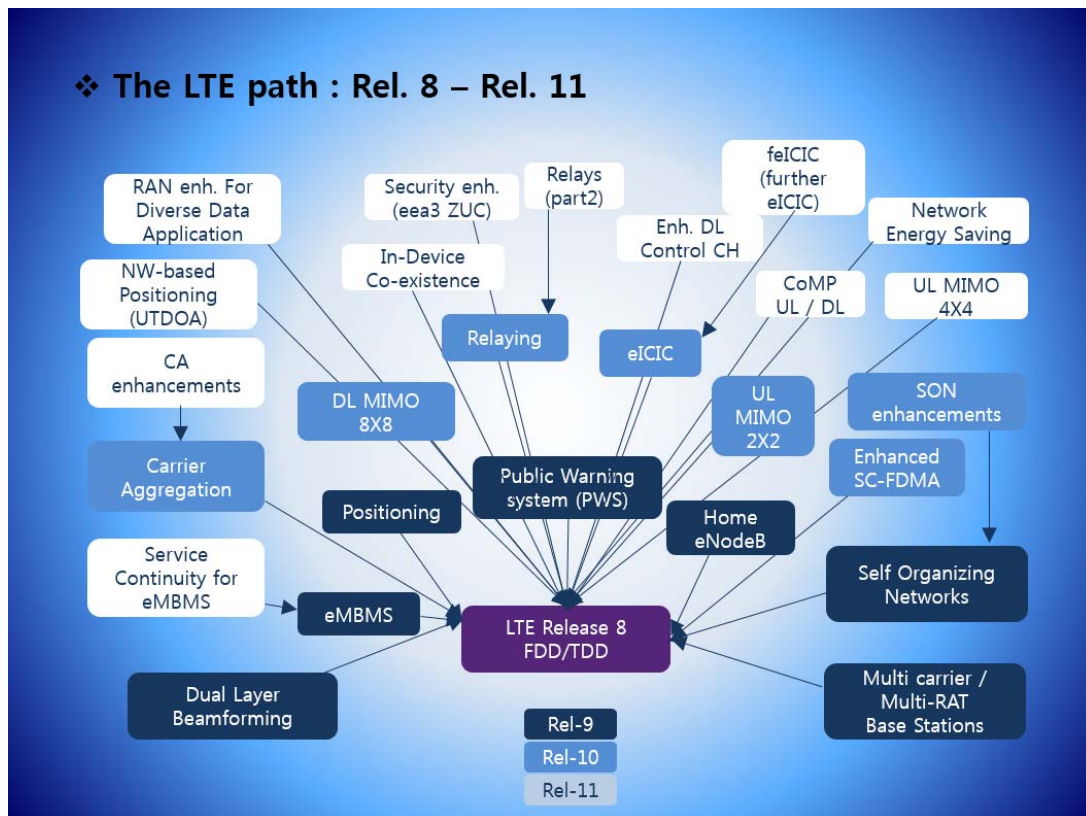 ❖ The LTE path : Rel. 8 – Rel. 11
RAN enh. For
Diverse Data
Application
Security enh.
(eea3 ZUC)
Relays
(part2)
feICIC
(further
eICIC)
Network
Energy Saving
Enh. DL
Control CH
In-Device
Co-existence
NW-based
Positioning
(UTDOA)
CoMP
UL / DL
UL MIMO
4X4
Relaying
eICIC
CA
enhancements
DL MIMO
8X8
UL
MIMO
2X2
SON
enhancements
Carrier
Aggregation
Enhanced
SC-FDMA
Public Warning
system (PWS)
Positioning
Home
eNodeB
Service
Continuity for
eMBMS
eMBMS
Self Organizing
Networks
LTE Release 8
FDD/TDD
Dual Layer
Beamforming
Multi carrier /
Multi-RAT
Base Stations
Rel-9
Rel-10
Rel-11